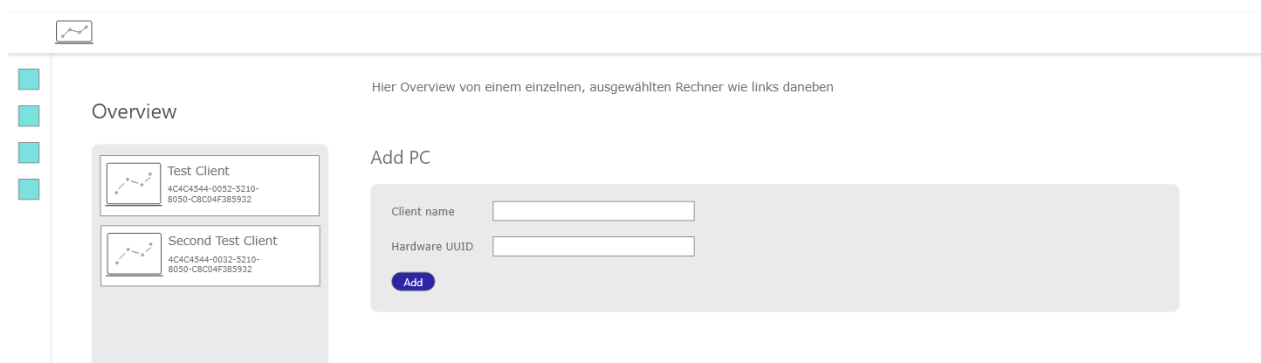 Hier Overview von einem einzelnen, ausgewählten Rechner wie links daneben
Overview
Test Client
4C4C4544-0052-5210-
8050-C8C04F385932
Second Test Client
4C4C4544-0032-5210-
8050-C8C04F385932
Add PC
Client name
Hardware UUID
Add